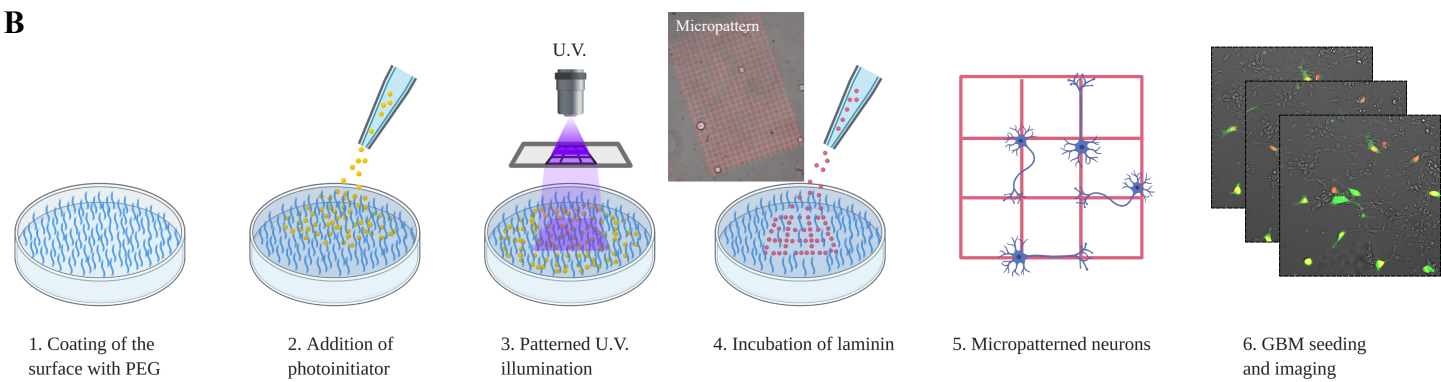 B
U.V.
Micropattern
1. Coating of the
surface with PEG
2. Addition of
photoinitiator
3. Patterned U.V.
illumination
4. Incubation of laminin
5. Micropatterned neurons
6. GBM seeding
and imaging